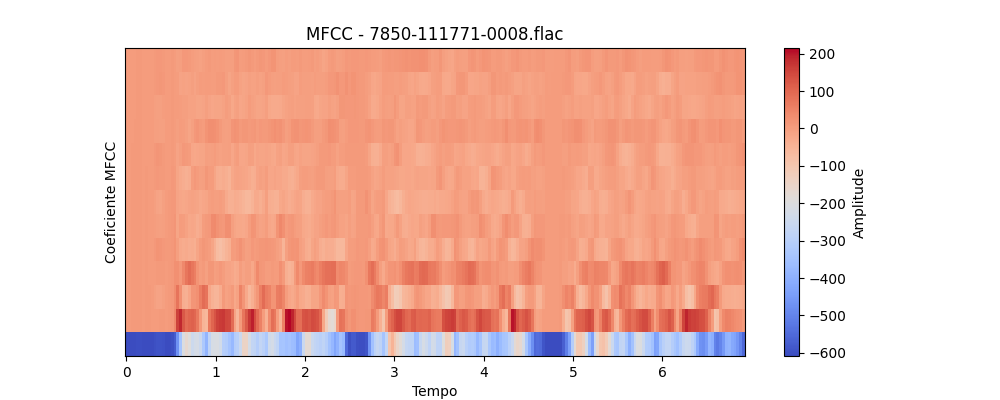 MFCC - 7850-111771-0008.flac
Coeficiente MFCC
0 1 2 3 4 5 6
Tempo
200
100
0
−100
−200
−300
−400
−500
−600
Amplitude